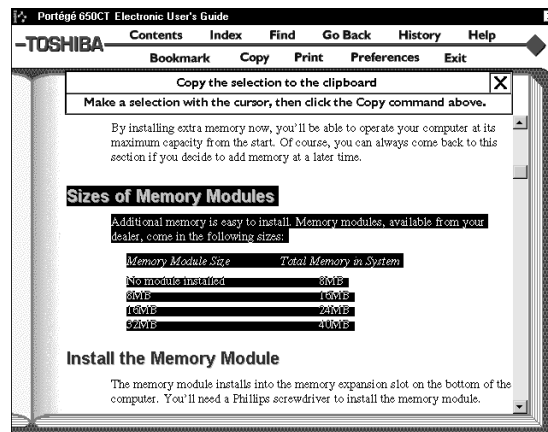 Portégé 650CT Electronic User's Guide
TOSHIBA
Contents Index Find Go Back History Help
Bookmark Copy Print Preferences Exit
Copy the selection to the clipboard X
Make a selection with the cursor, then click the Copy command above.
By installing extra memory now, you'll be able to operate your computer at its
maximum capacity from the start. Of course, you can always come back to this
section if you decide to add memory at a later time.
Sizes of Memory Modules
Additional memory is easy to install. Memory modules, available from your
dealer, come in the following sizes:
Memory Module Size Total Memory in System
No module installed 8MB
8MB 16MB
16MB 24MB
32MB 40MB
Install the Memory Module
The memory module installs into the memory expansion slot on the bottom of the
computer. You'll need a Phillips screwdriver to install the memory module.